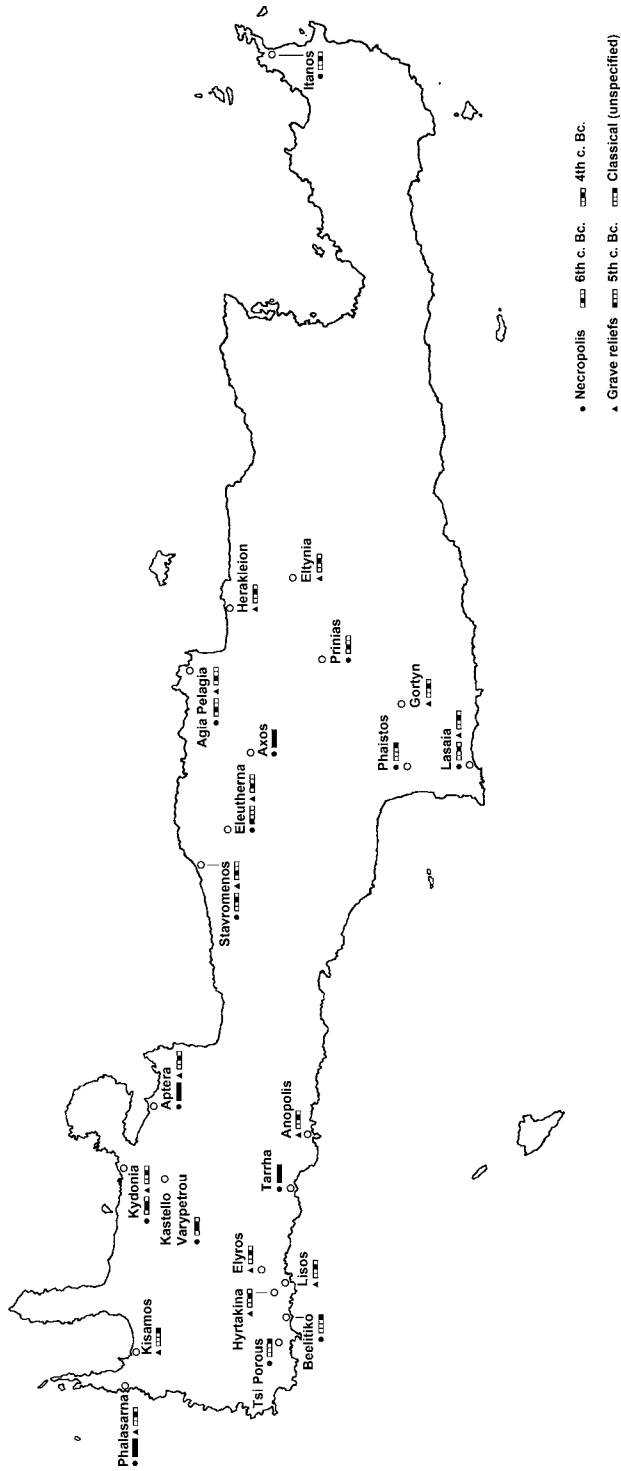 Phalasarna
Kisamos
Kydonia
Kastello
Varypetrou
Aptera
Hyrtakina
Elyros
Tsi Porous
Beelitiko
Lisos
Tarrha
Anopolis
Stavromenos
Eleutherna
Axos
Agia Pelagia
Herakleion
Eltynia
Prinias
Phaistos
Gortyn
Lasaia
Itanos
Necropolis 6th c. Bc. 4th c. Bc.
Grave reliefs 5th c. Bc. Classical (unspecified)